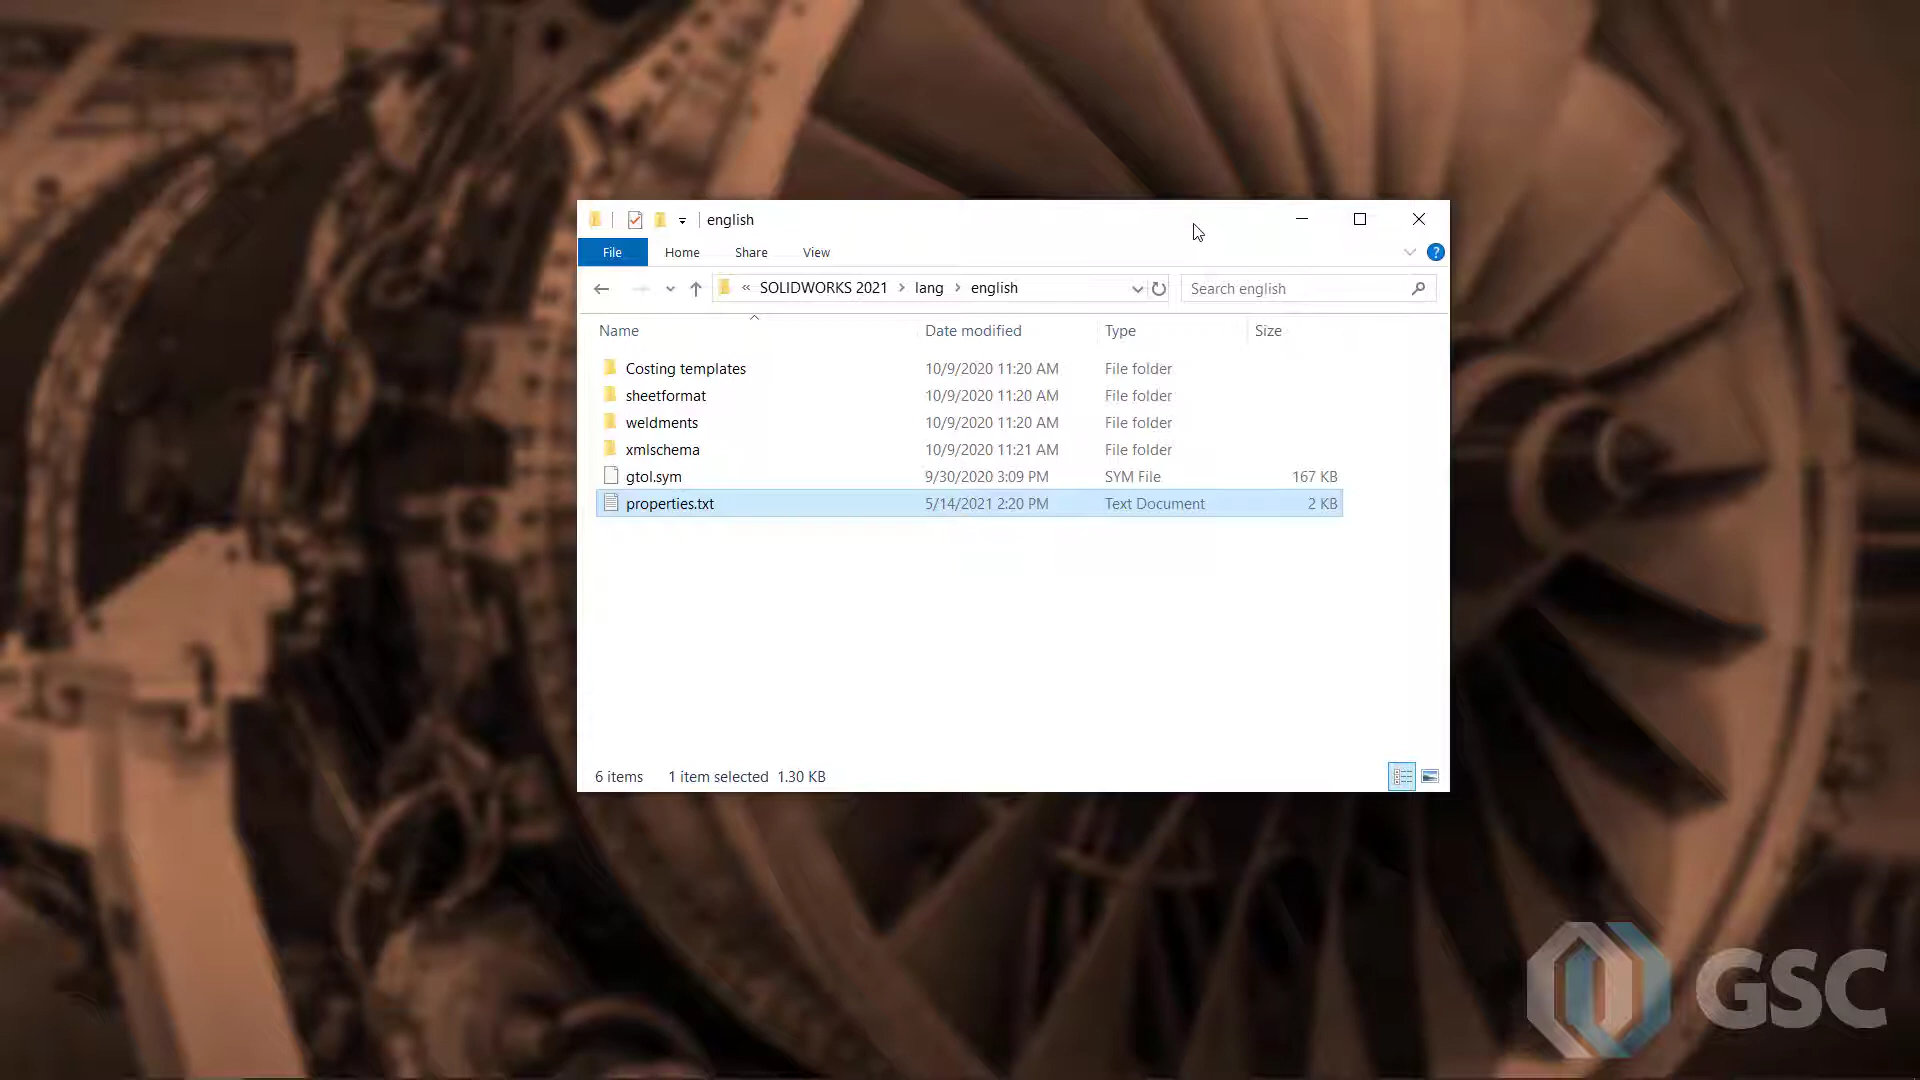 english
File Home Share View
« SOLIDWORKS 2021 > lang > english
Search english
Name Date modified Type Size
Costing templates 10/9/2020 11:20 AM File folder
sheetformat 10/9/2020 11:20 AM File folder
weldments 10/9/2020 11:20 AM File folder
xmlschema 10/9/2020 11:21 AM File folder
gtol.sym 9/30/2020 3:09 PM SYM File 167 KB
properties.txt 5/14/2021 2:20 PM Text Document 2 KB
6 items 1 item selected 1.30 KB
GSC